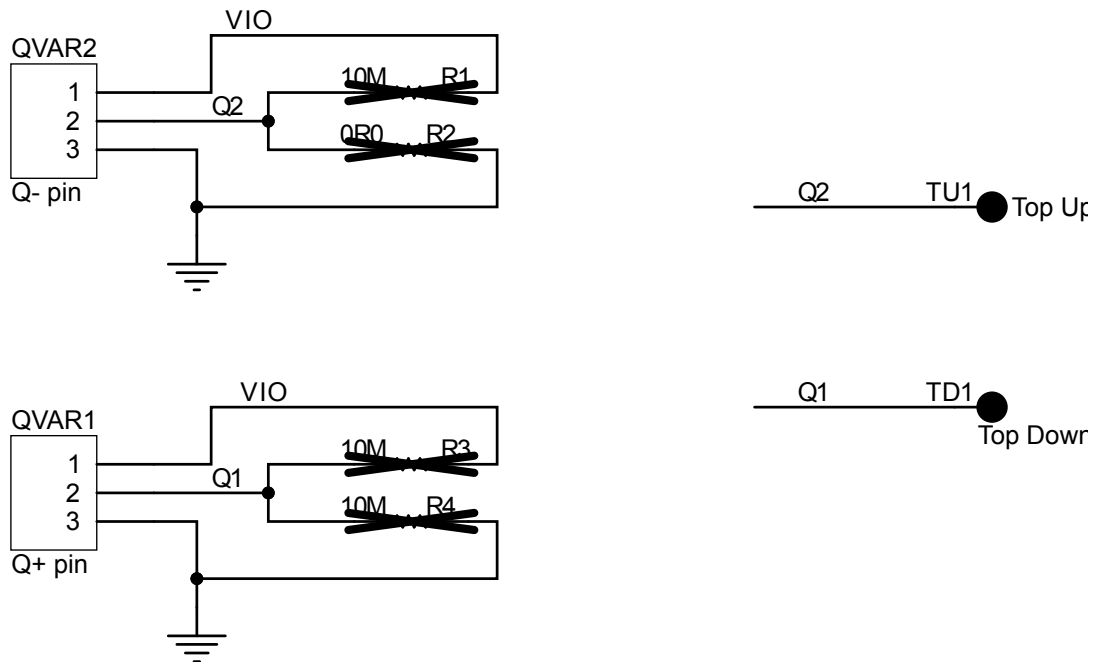 VIO
QVAR2
1
2
3
Q- pin
Q2
10M R1
0R0 R2
Q2 TU1
Top Up
VIO
QVAR1
1
2
3
Q+ pin
Q1
10M R3
10M R4
Q1 TD1
Top Down